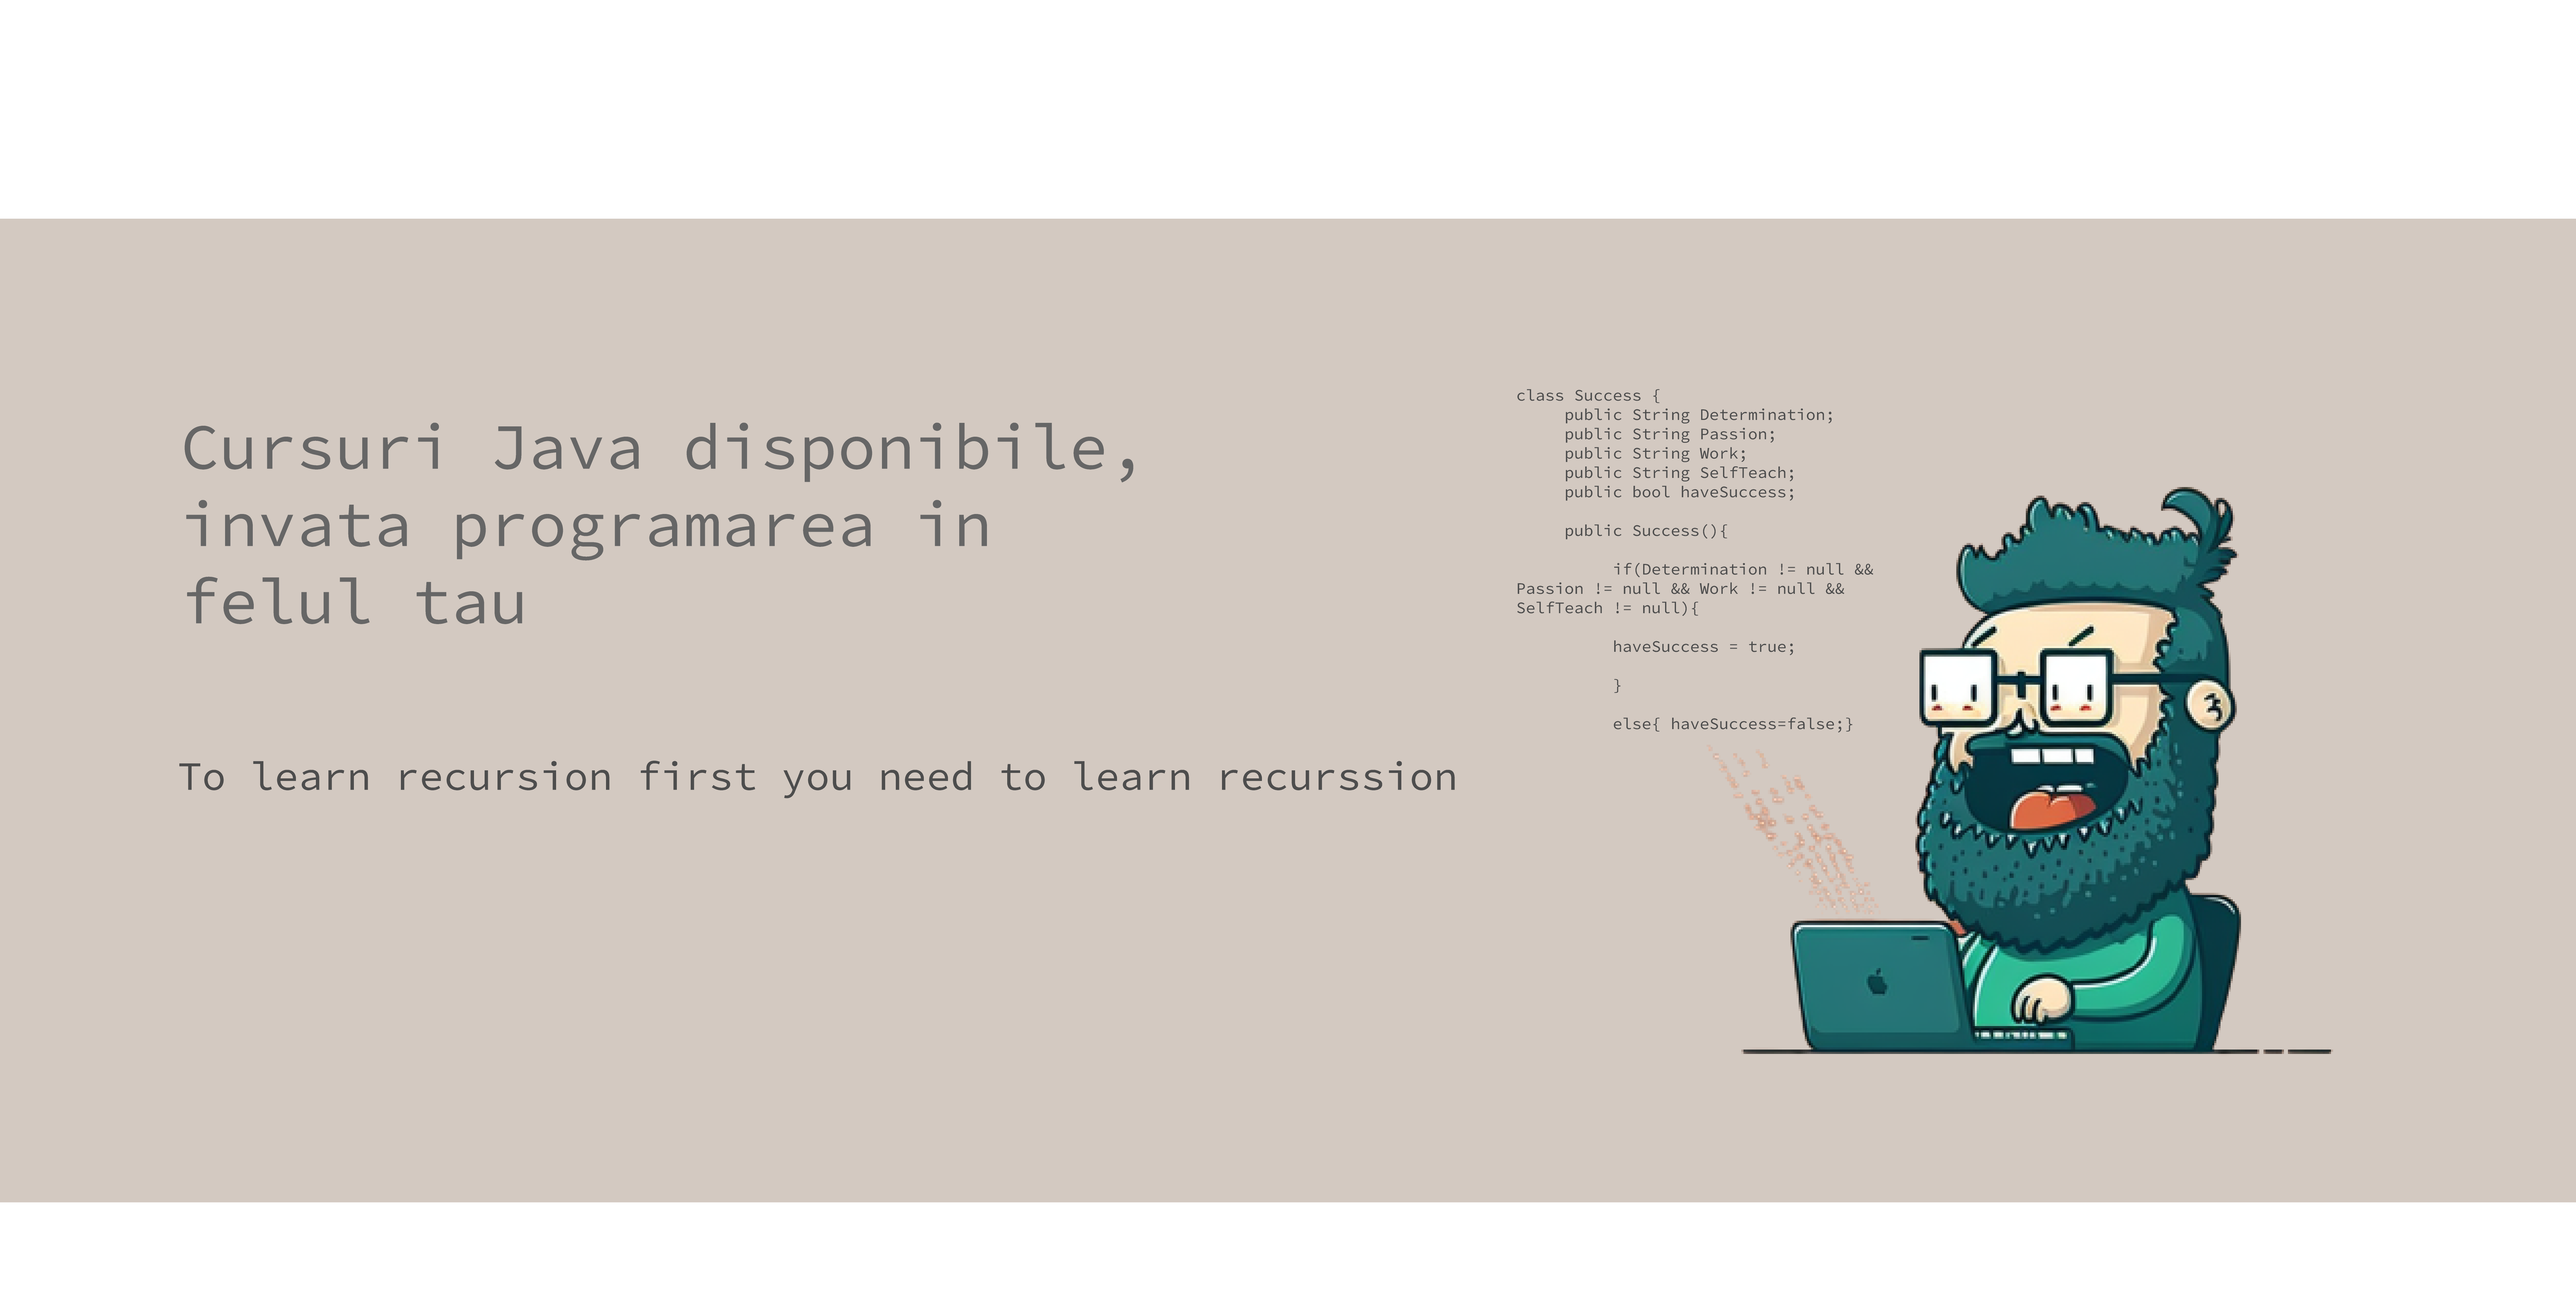 Cursuri Java disponibile,
invata programarea in
felul tau
To learn recursion first you need to learn recurssion
class Success {
public String Determination;
public String Passion;
public String Work;
public String SelfTeach;
public bool haveSuccess;
public Success(){
if(Determination != null &&
Passion != null && Work != null &&
SelfTeach != null){
haveSuccess = true;
}
else{ haveSuccess=false;}